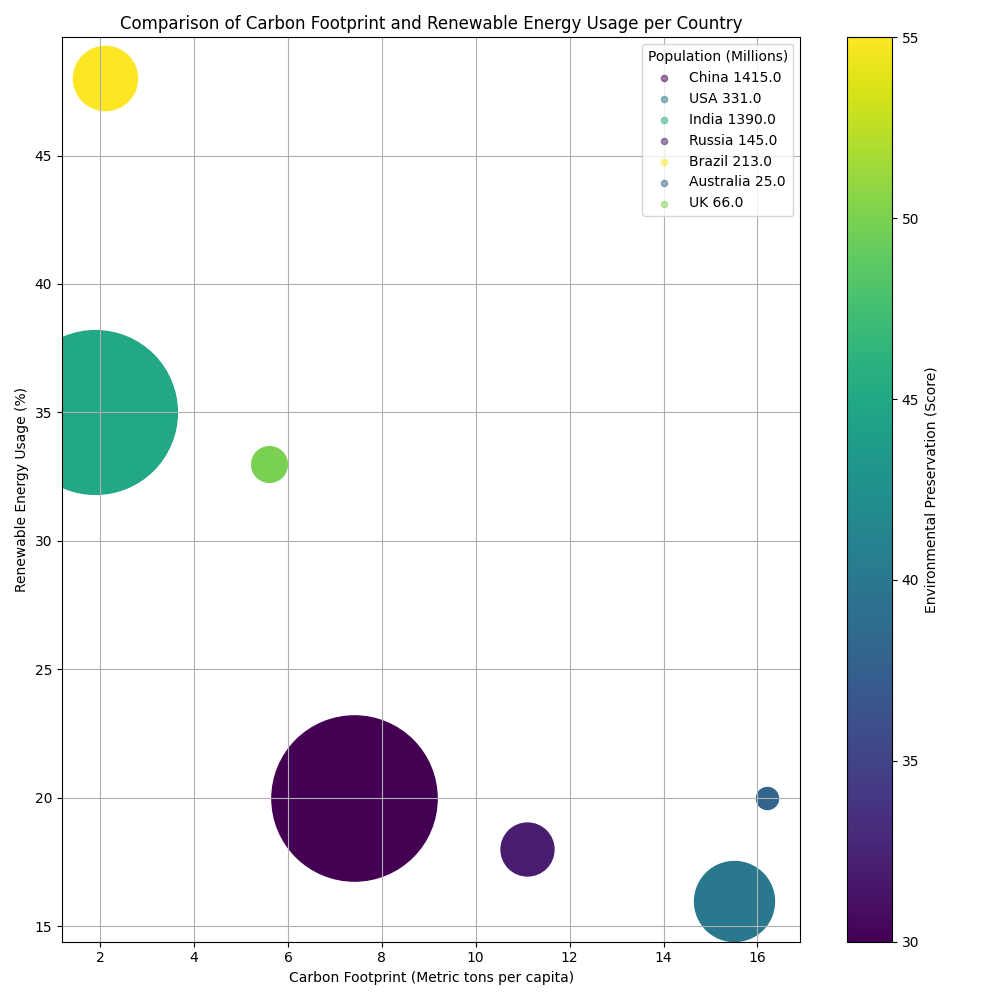 Comparison of Carbon Footprint and Renewable Energy Usage per Country
Population (Millions)
China 1415.0
USA 331.0
India 1390.0
Russia 145.0
Brazil 213.0
Australia 25.0
UK 66.0
45
40
35
30
25
20
15
Renewable Energy Usage (%)
2 4 6 8 10 12 14 16
Carbon Footprint (Metric tons per capita)
55
50
45
40
35
30
Environmental Preservation (Score)